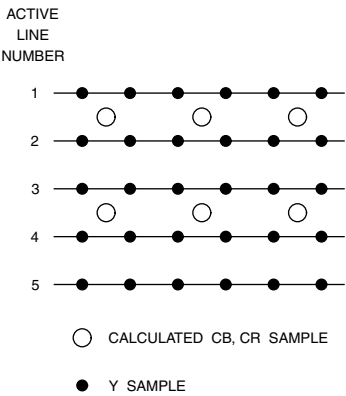 ACTIVE
LINE
NUMBER
1
2
3
4
5
CALCULATED CB, CR SAMPLE
Y SAMPLE